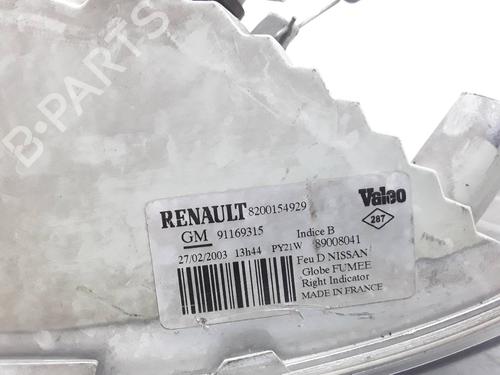 B-PARTS
RENAULT 8200154929
Valeo
GM 91169315
Indice B
287
27/02/2003 13h44 PY21W 89008041
Feu D NISSAN
Globe FUMEE
Right Indicator
MADE IN FRANCE